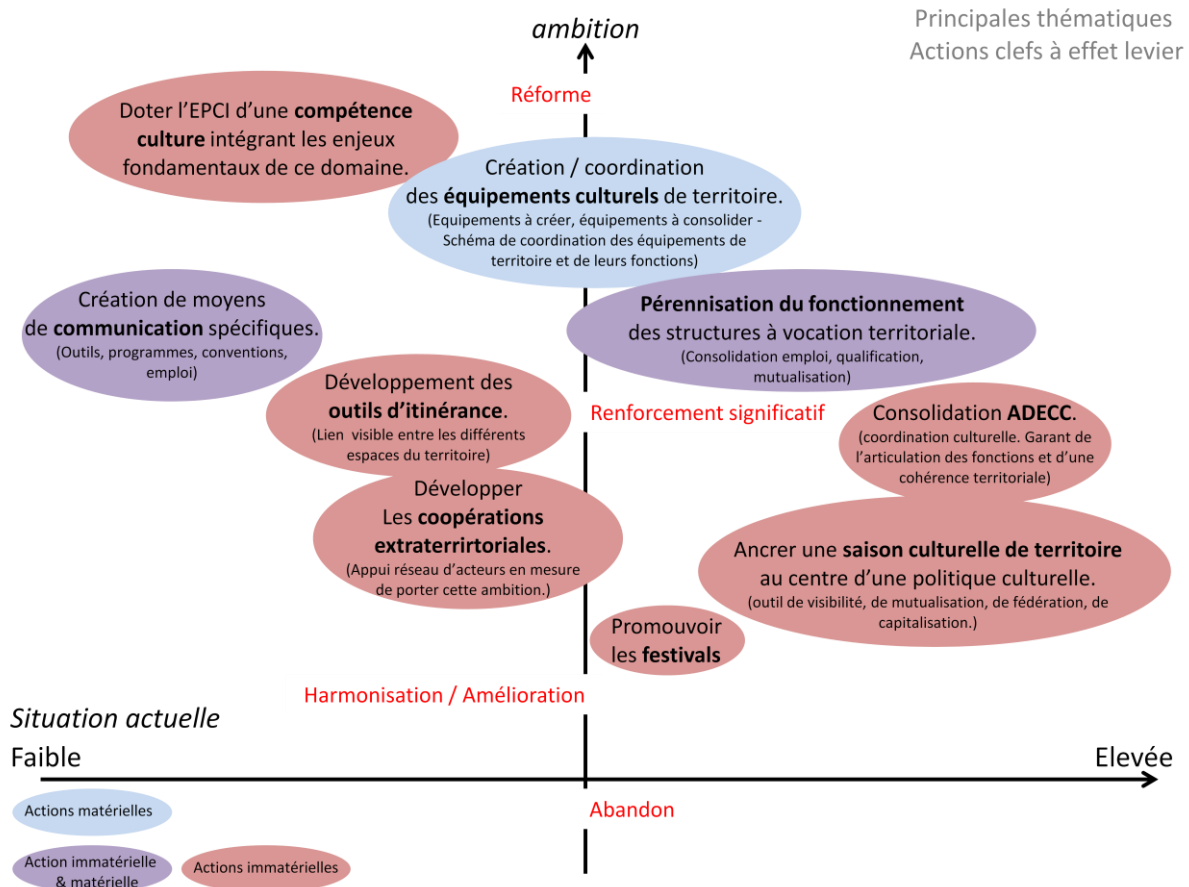 Principales thématiques
Actions clefs à effet levier
ambition
Réforme
Doter l’EPCI d’une compétence
culture intégrant les enjeux
fondamentaux de ce domaine.
Création / coordination
des équipements culturels de territoire.
(Equipements à créer, équipements à consolider -
Schéma de coordination des équipements de
territoire et de leurs fonctions)
Création de moyens
de communication spécifiques.
(Outils, programmes, conventions,
emploi)
Pérennisation du fonctionnement
des structures à vocation territoriale.
(Consolidation emploi, qualification,
mutualisation)
Développement des
outils d’itinérance.
(Lien visible entre les différents
espaces du territoire)
Renforcement significatif
Consolidation ADECC.
(coordination culturelle. Garant de
l’articulation des fonctions et d’une
cohérence territoriale)
Développer
Les coopérations
extraterrirtoriales.
(Appui réseau d’acteurs en mesure
de porter cette ambition.)
Ancrer une saison culturelle de territoire
au centre d’une politique culturelle.
(outil de visibilité, de mutualisation, de fédération, de
capitalisation.)
Promouvoir
les festivals
Harmonisation / Amélioration
Situation actuelle
Faible
Elevée
Abandon
Actions matérielles
Action immatérielle
& matérielle
Actions immatérielles